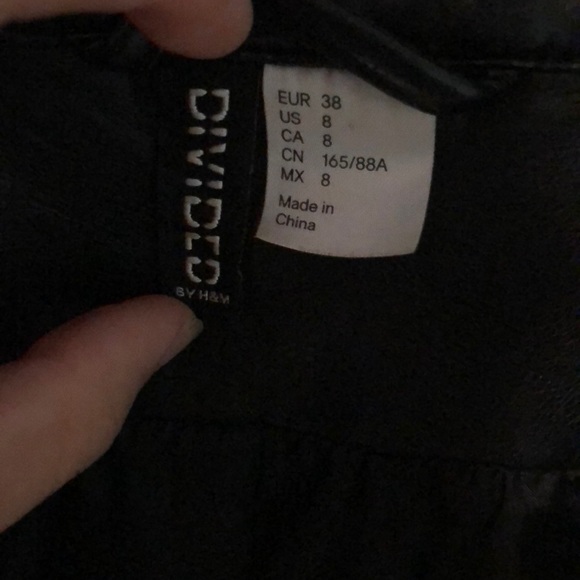 DIVIDED
BY H&M
EUR 38
US 8
CA 8
CN 165/88A
MX 8
Made in
China